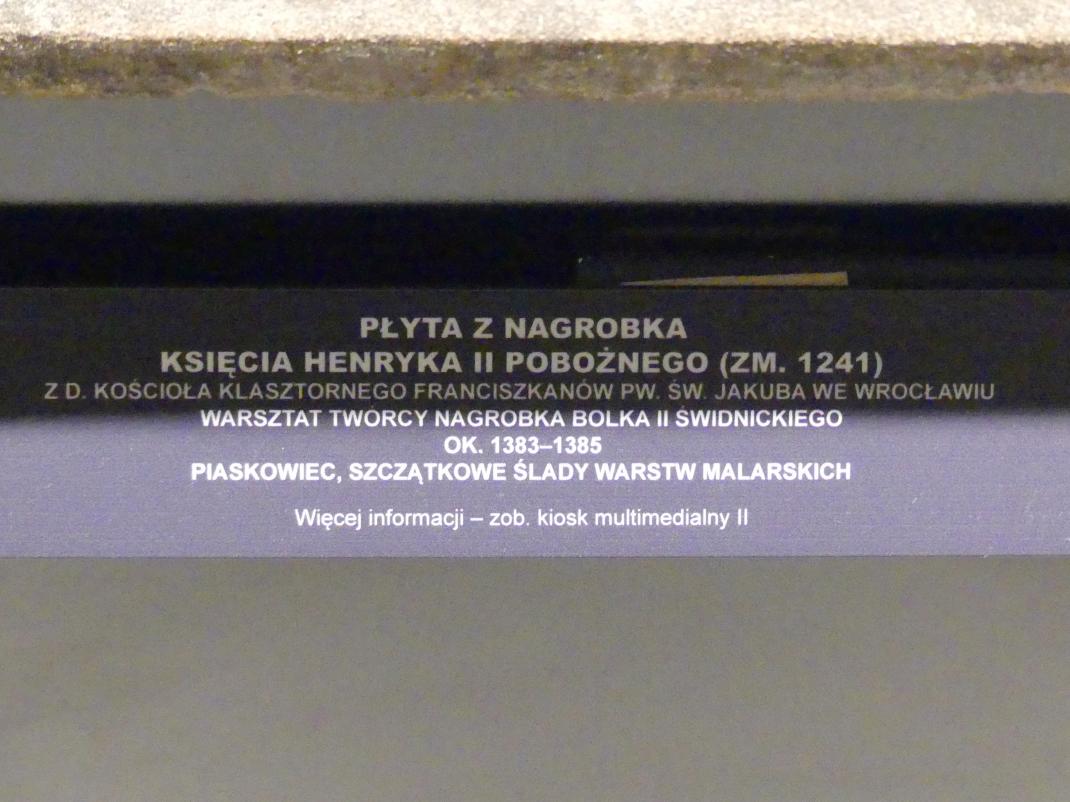 PŁYTA Z NAGROBKA
KSIĘCIA HENRYKA II POBOŻNEGO (ZM. 1241)
Z D. KOŚCIOŁA KLASZTORNEGO FRANCISZKANÓW PW. ŚW. JAKUBA WE WROCŁAWIU
WARSZTAT TWÓRCY NAGROBKA BOLKA II ŚWIDNICKIEGO
OK. 1383–1385
PIASKOWIEC, SZCZĄTKOWE ŚLADY WARSTW MALARSKICH
Więcej informacji – zob. kiosk multimedialny II